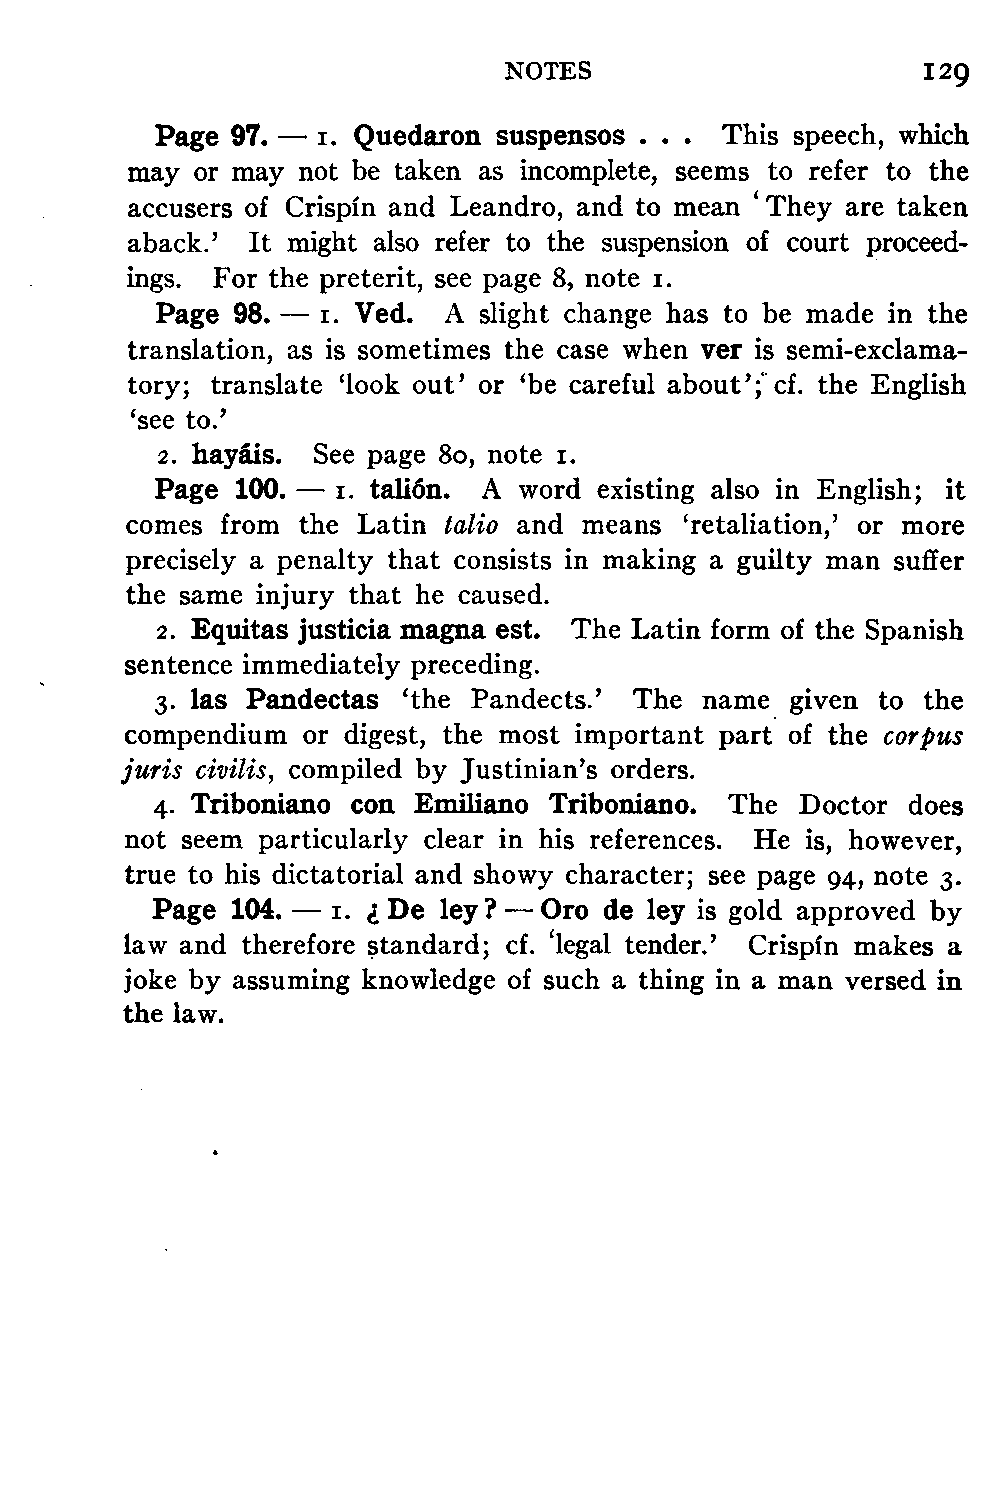 NOTES 129
Page 97. — 1. Quedaron suspensos . . . This speech, which
may or may not be taken as incomplete, seems to refer to the
accusers of Crispín and Leandro, and to mean ‘They are taken
aback.’ It might also refer to the suspension of court proceed-
ings. For the preterit, see page 8, note 1.
Page 98. — 1. Ved. A slight change has to be made in the
translation, as is sometimes the case when ver is semi-exclama-
tory; translate ‘look out’ or ‘be careful about’; cf. the English
‘see to.’
2. hayáis. See page 80, note 1.
Page 100. — 1. talión. A word existing also in English; it
comes from the Latin talio and means ‘retaliation,’ or more
precisely a penalty that consists in making a guilty man suffer
the same injury that he caused.
2. Equitas justicia magna est. The Latin form of the Spanish
sentence immediately preceding.
3. las Pandectas ‘the Pandects.’ The name given to the
compendium or digest, the most important part of the corpus
juris civilis, compiled by Justinian’s orders.
4. Triboniano con Emiliano Triboniano. The Doctor does
not seem particularly clear in his references. He is, however,
true to his dictatorial and showy character; see page 94, note 3.
Page 104. — 1. ¿ De ley? — Oro de ley is gold approved by
law and therefore standard; cf. ‘legal tender.’ Crispín makes a
joke by assuming knowledge of such a thing in a man versed in
the law.